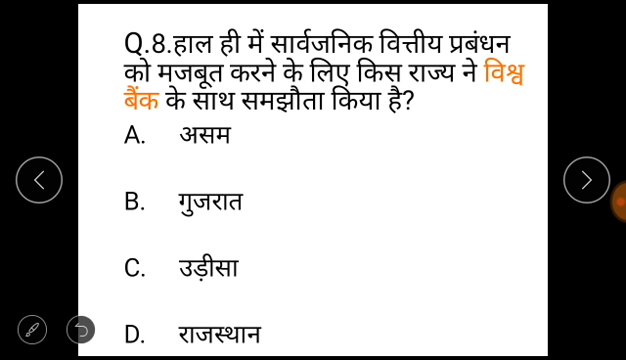 Q.8.हाल ही में सार्वजनिक वित्तीय प्रबंधन
को मजबूत करने के लिए किस राज्य ने विश्व
बैंक के साथ समझौता किया है?
A. असम
B. गुजरात
C. उड़ीसा
D. राजस्थान